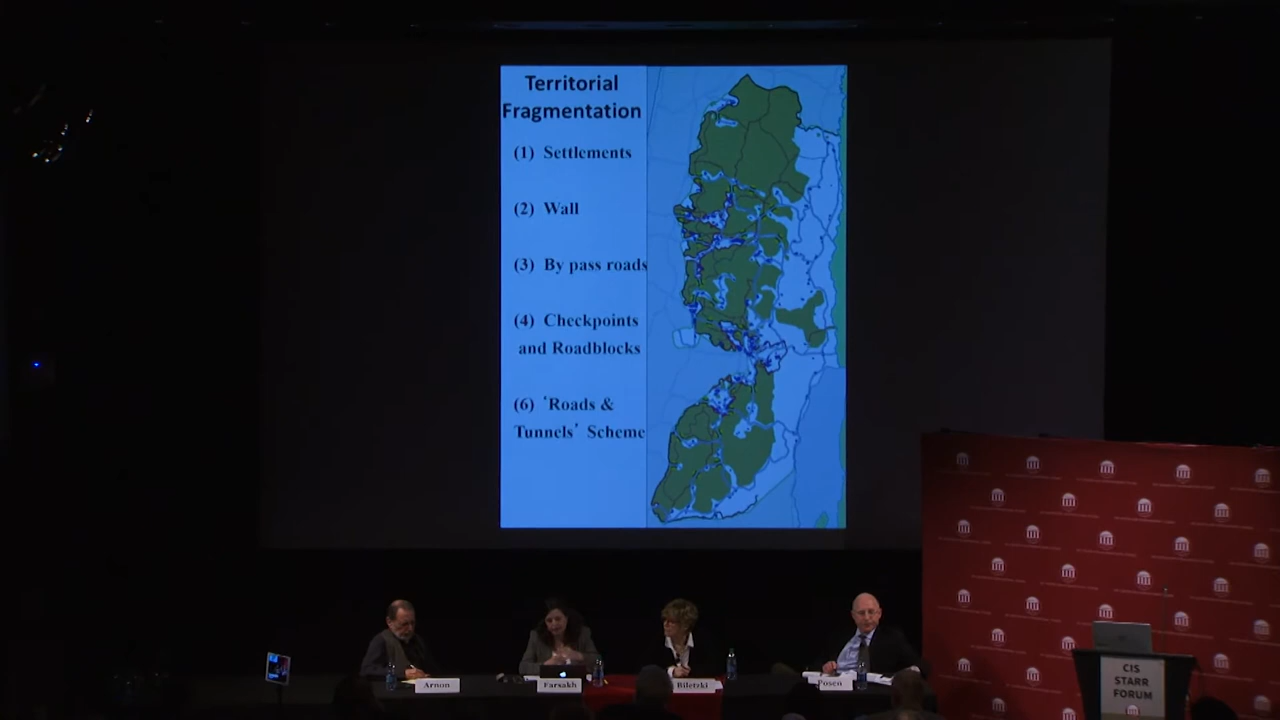 Territorial
Fragmentation
(1) Settlements
(2) Wall
(3) By pass roads
(4) Checkpoints
and Roadblocks
(6) 'Roads &
Tunnels' Scheme
Arnon
Farsakh
Biletzki
Posen
CIS
STARR
FORUM